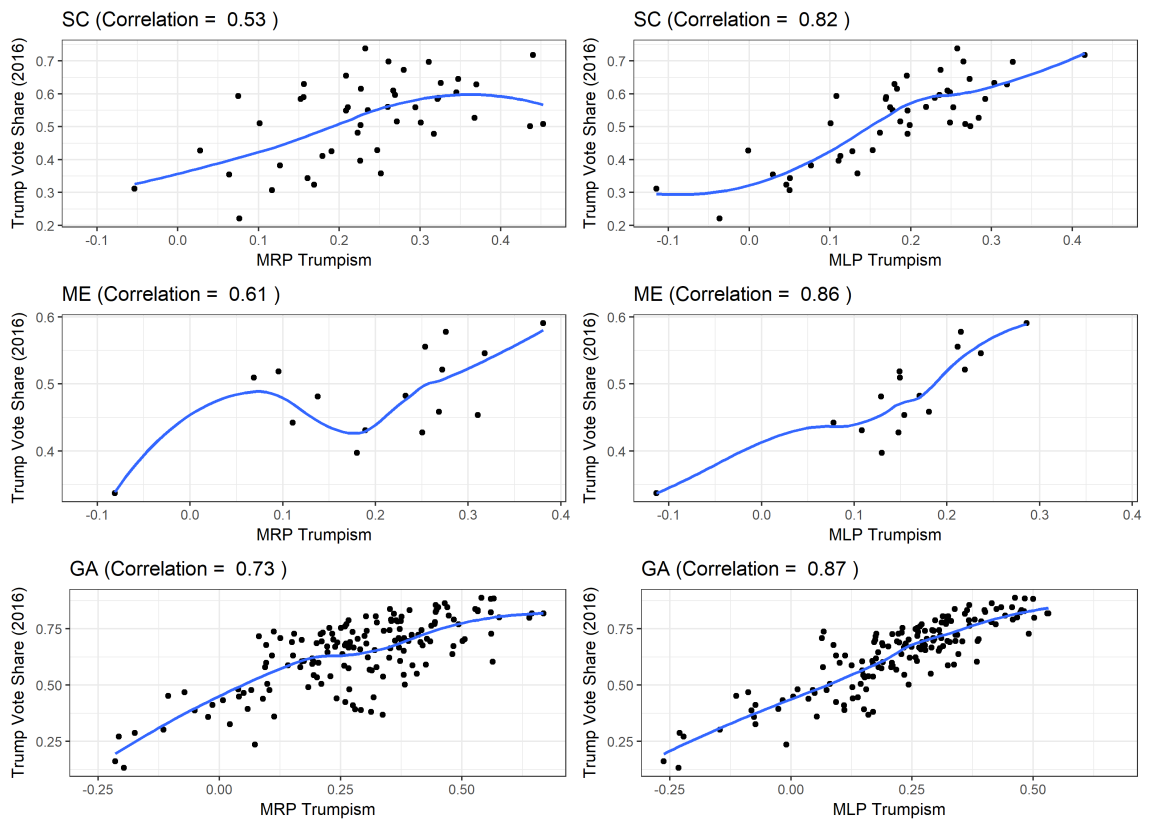 SC (Correlation =  0.53 )
Trump Vote Share (2016)
0.7
0.6
0.5
0.4
0.3
0.2
-0.1 0.0 0.1 0.2 0.3 0.4
MRP Trumpism
SC (Correlation =  0.82 )
Trump Vote Share (2016)
0.7
0.6
0.5
0.4
0.3
0.2
-0.1 0.0 0.1 0.2 0.3 0.4
MLP Trumpism
ME (Correlation =  0.61 )
Trump Vote Share (2016)
0.6
0.5
0.4
-0.1 0.0 0.1 0.2 0.3 0.4
MRP Trumpism
ME (Correlation =  0.86 )
Trump Vote Share (2016)
0.6
0.5
0.4
-0.1 0.0 0.1 0.2 0.3 0.4
MLP Trumpism
GA (Correlation =  0.73 )
Trump Vote Share (2016)
0.75
0.50
0.25
-0.25 0.00 0.25 0.50
MRP Trumpism
GA (Correlation =  0.87 )
Trump Vote Share (2016)
0.75
0.50
0.25
-0.25 0.00 0.25 0.50
MLP Trumpism